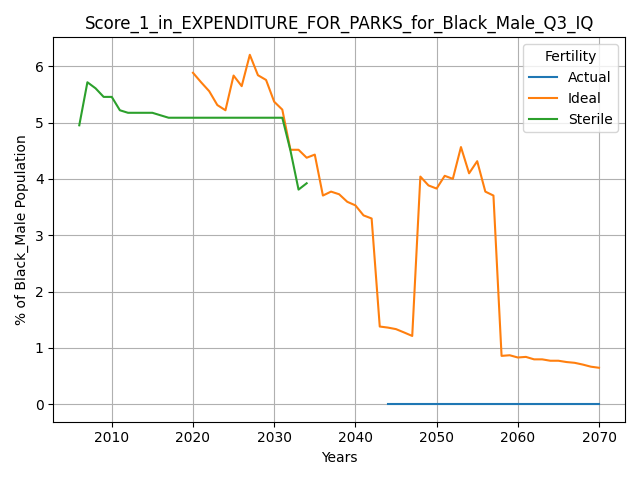 Score_1_in_EXPENDITURE_FOR_PARKS_for_Black_Male_Q3_IQ
% of Black_Male Population
6
5
4
3
2
1
0
Fertility
Actual
Ideal
Sterile
2010 2020 2030 2040 2050 2060 2070
Years